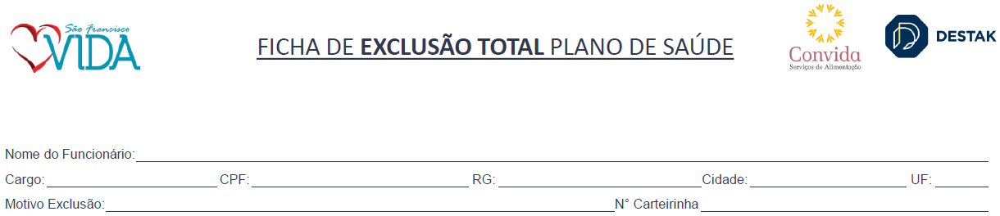 São Francisco
VIDA
FICHA DE EXCLUSÃO TOTAL PLANO DE SAÚDE
Convida
Serviços de Alimentação
DESTAK
Nome do Funcionário:
Cargo: CPF: RG: Cidade: UF:
Motivo Exclusão: N° Carteirinha